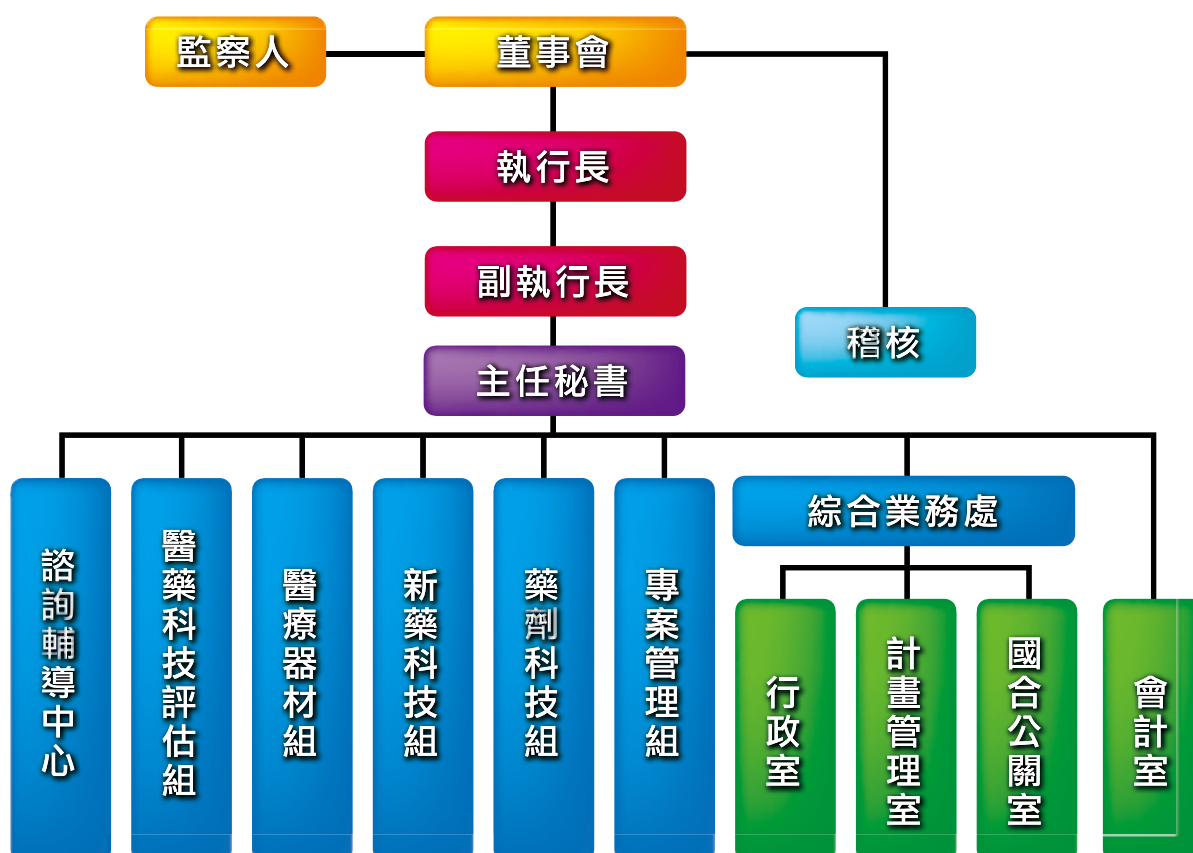 監察人
董事會
執行長
副執行長
稽核
主任秘書
諮詢輔導中心
醫藥科技評估組
醫療器材組
新藥科技組
藥劑科技組
專案管理組
綜合業務處
行政室
計畫管理室
國合公關室
會計室